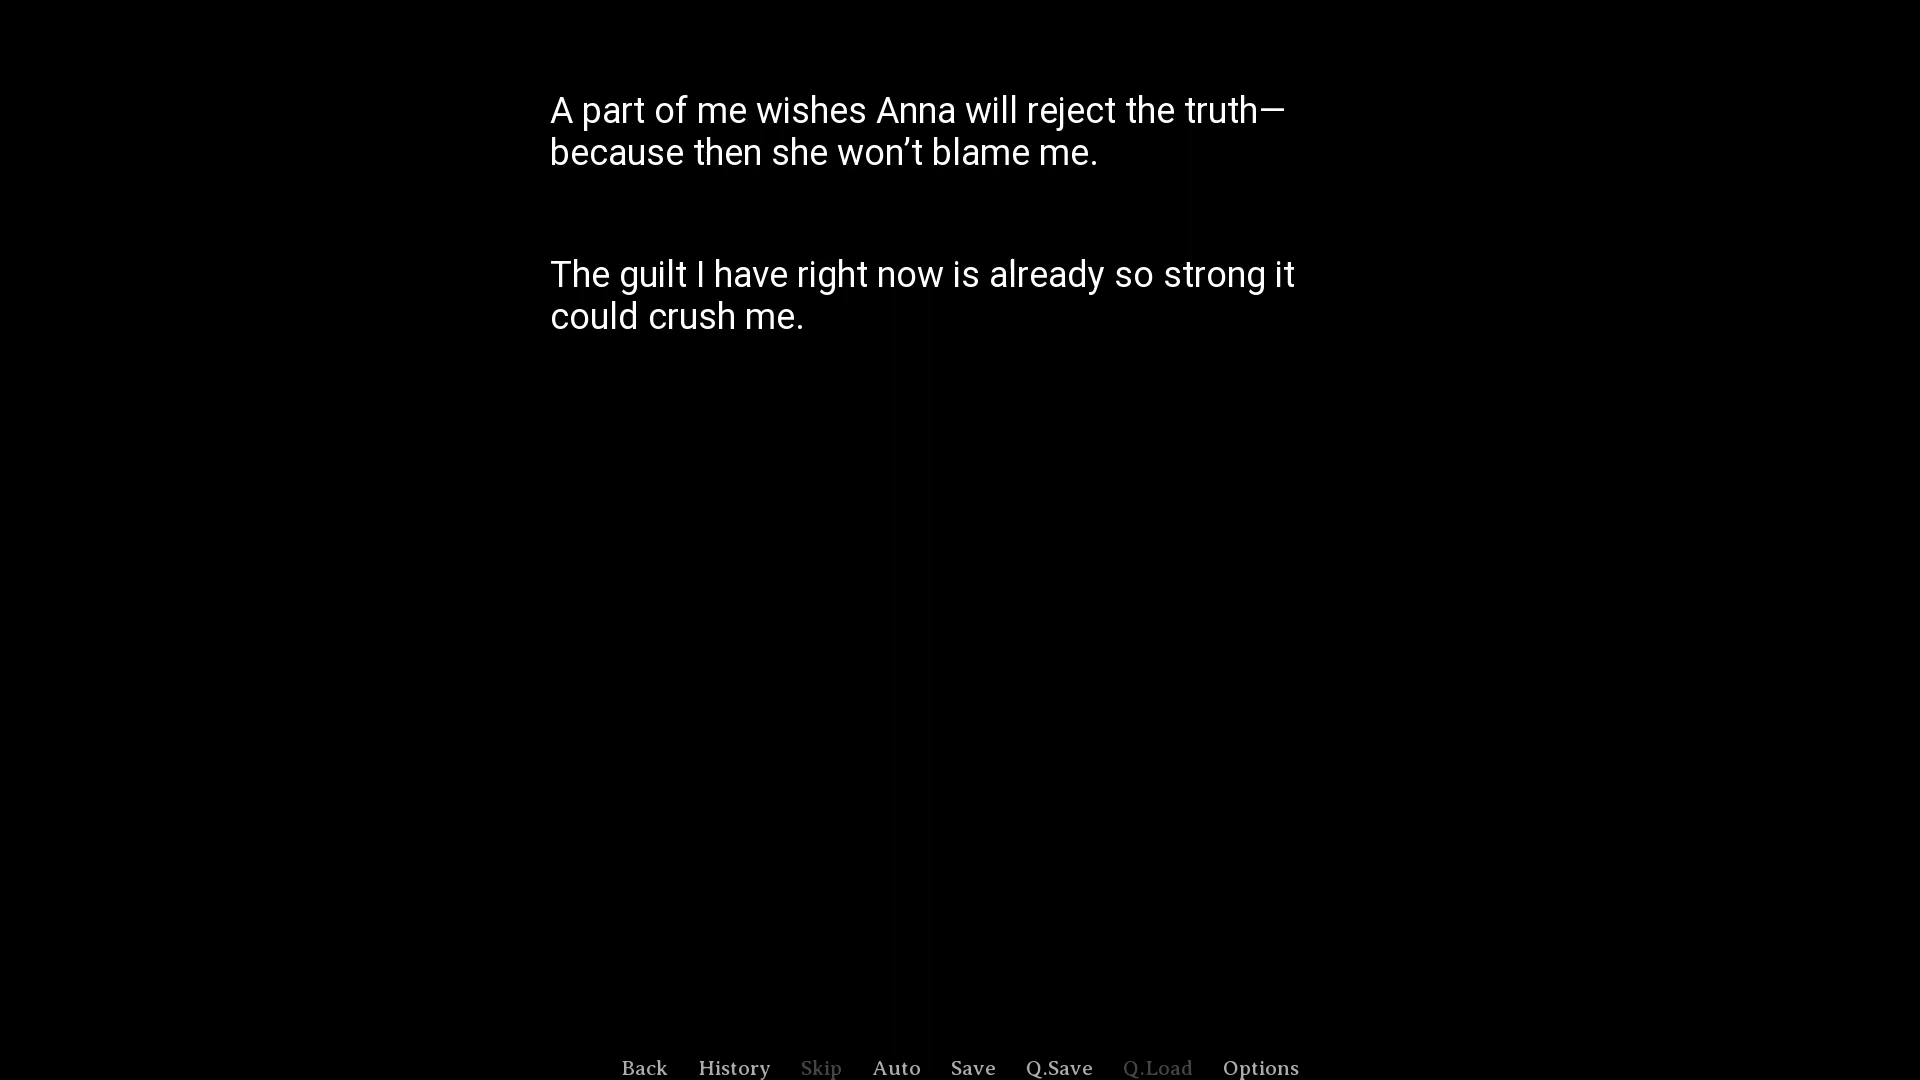 A part of me wishes Anna will reject the truth—
because then she won’t blame me.
The guilt I have right now is already so strong it
could crush me.
Back History Skip Auto Save Q.Save Q.Load Options